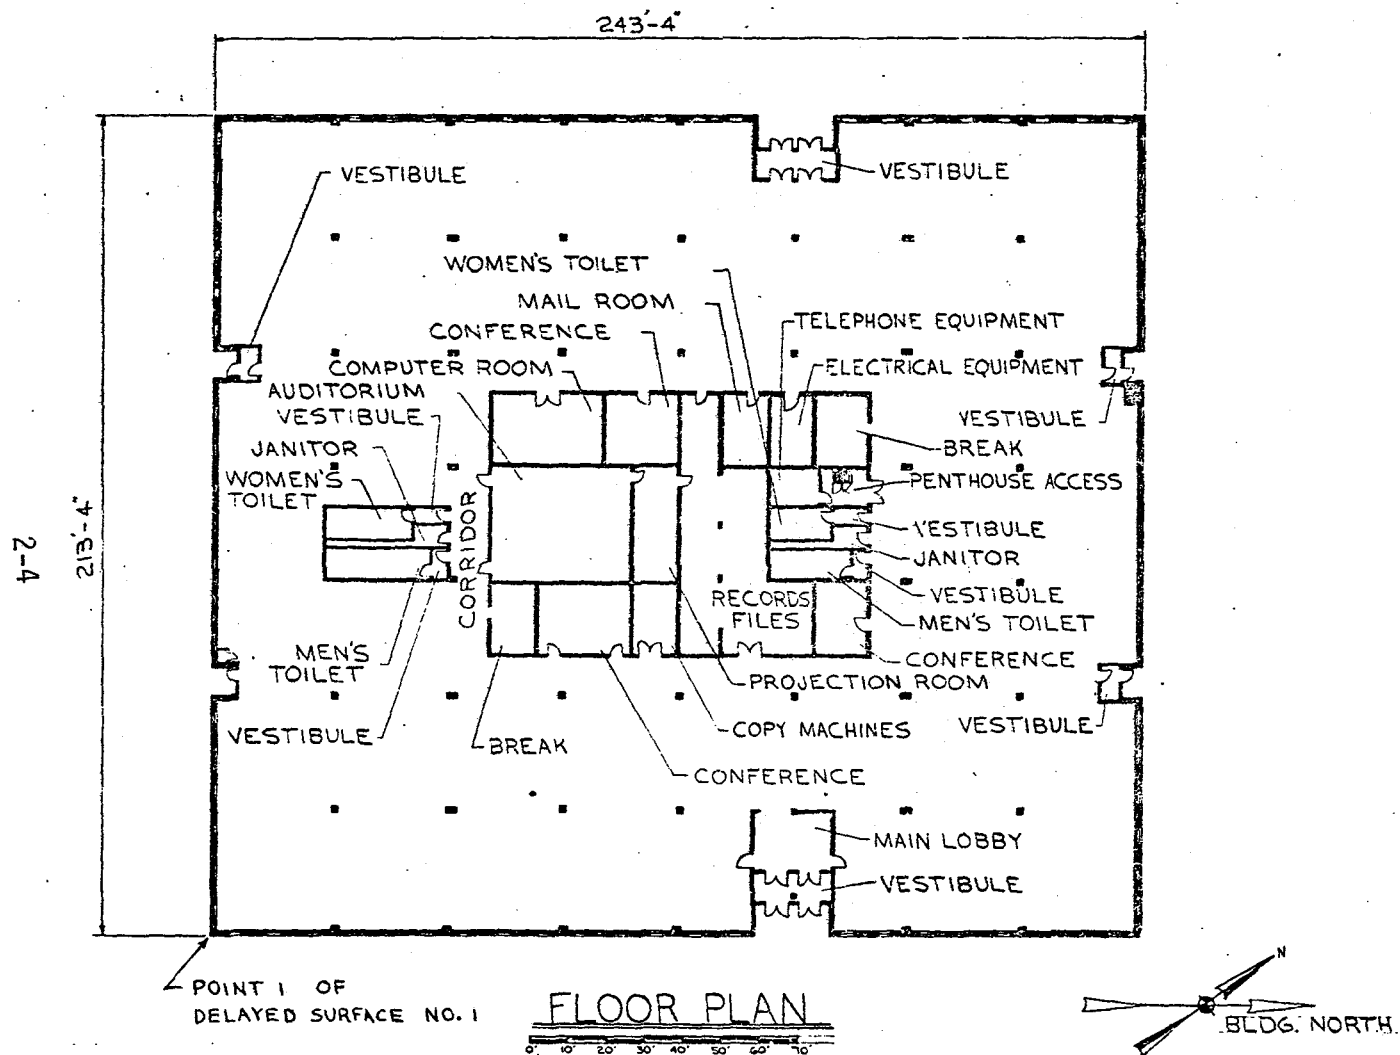 243'-4"
VESTIBULE
VESTIBULE
WOMEN'S TOILET
MAIL ROOM
TELEPHONE EQUIPMENT
CONFERENCE
COMPUTER ROOM
ELECTRICAL EQUIPMENT
AUDITORIUM
VESTIBULE
VESTIBULE
JANITOR
BREAK
WOMEN'S
TOILET
PENTHOUSE ACCESS
CORRIDOR
VESTIBULE
JANITOR
2-4
213'-4"
VESTIBULE
RECORDS
FILES
MEN'S TOILET
MEN'S
TOILET
CONFERENCE
PROJECTION ROOM
VESTIBULE
COPY MACHINES
VESTIBULE
BREAK
CONFERENCE
MAIN LOBBY
VESTIBULE
POINT 1 OF
DELAYED SURFACE NO. 1
FLOOR PLAN
0' 10' 20' 30' 40' 50' 60' 70'
N
BLDG. NORTH